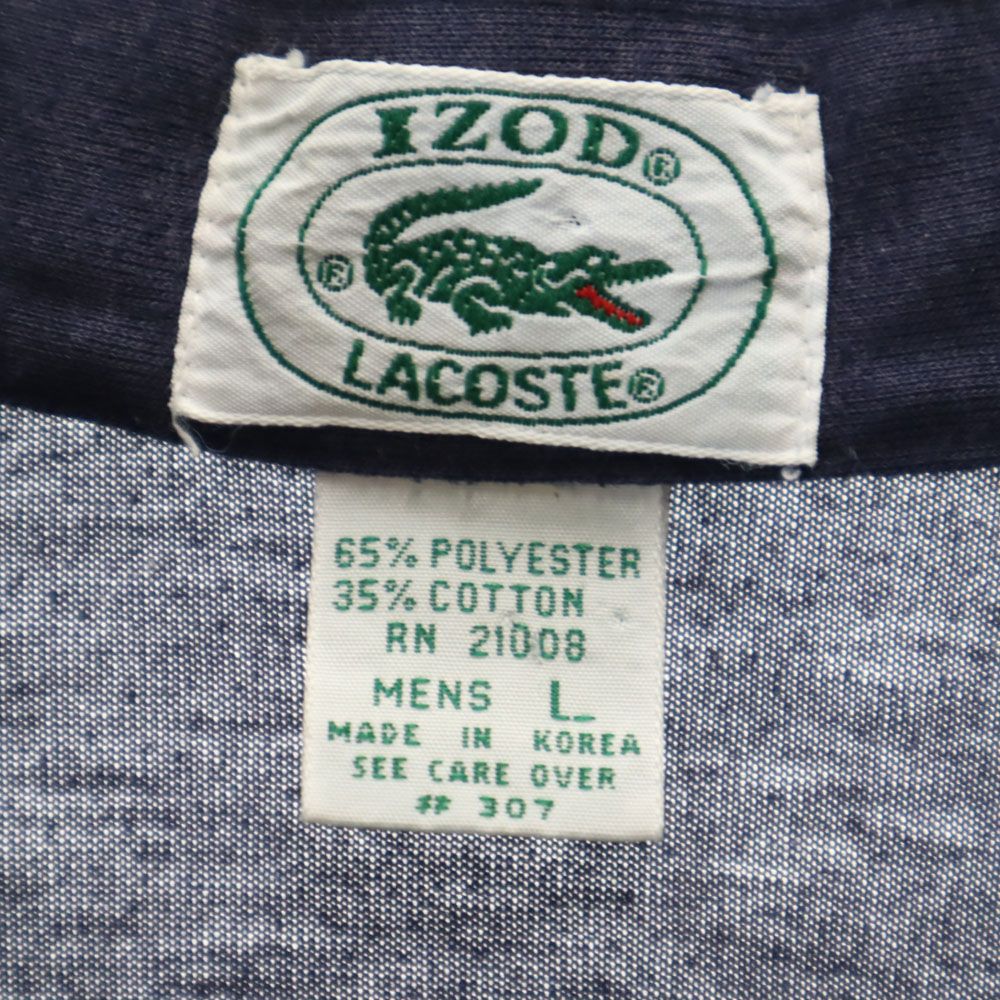 IZOD®
®
LACOSTE®
65% POLYESTER
35% COTTON
RN 21008
MENS L
MADE IN KOREA
SEE CARE OVER
# 307